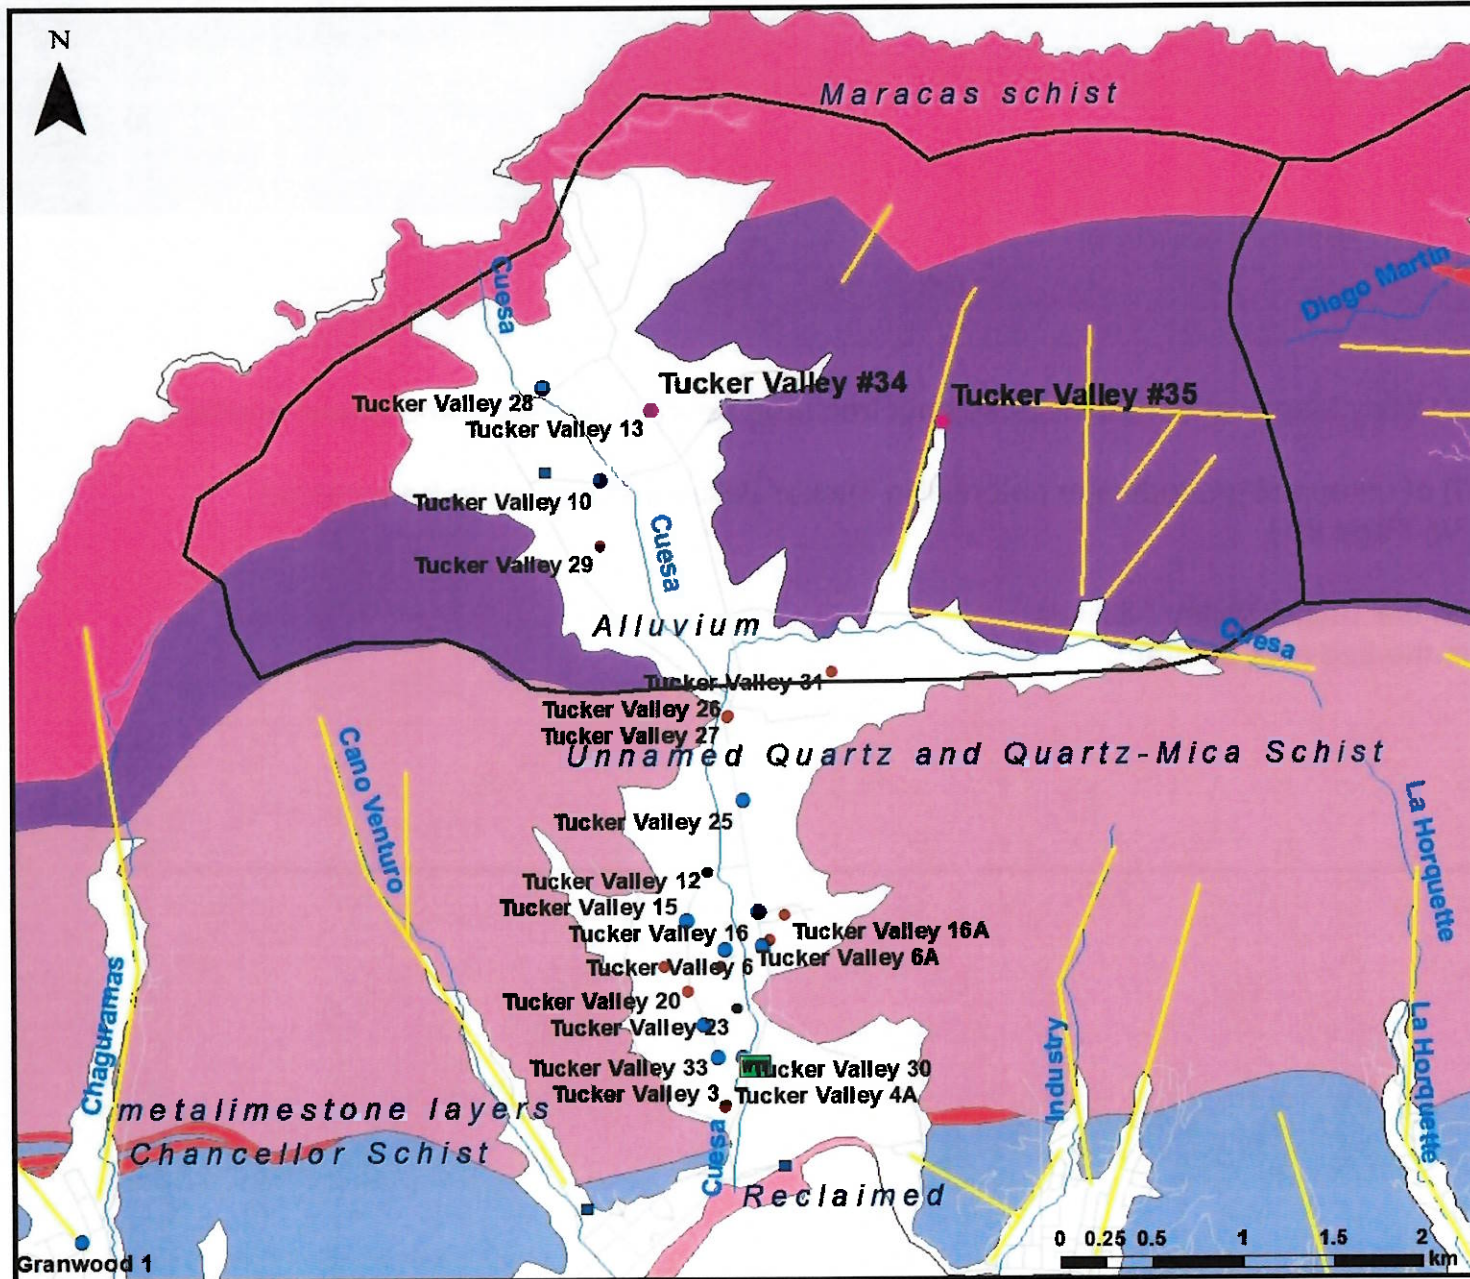 N
Maracas schist
Cuesa
Diego Martin
Tucker Valley #34
Tucker Valley #35
Tucker Valley 28
Tucker Valley 13
Tucker Valley 10
Cuesa
Tucker Valley 29
Alluvium
Cuesa
Tucker Valley 31
Tucker Valley 26
Tucker Valley 27
Unnamed Quartz and Quartz-Mica Schist
Cano Venturo
La Horquette
Tucker Valley 25
Tucker Valley 12
Tucker Valley 15
Tucker Valley 16
Tucker Valley 16A
Tucker Valley 6A
Tucker Valley 6
Tucker Valley 20
Tucker Valley 23
Chaguramas
Industry
La Horquette
Tucker Valley 33
Tucker Valley 30
Tucker Valley 3
Tucker Valley 4A
metalimestone layers
Chancellor Schist
Cuesa
Reclaimed
0 0.25 0.5 1 1.5 2
km
Granwood 1